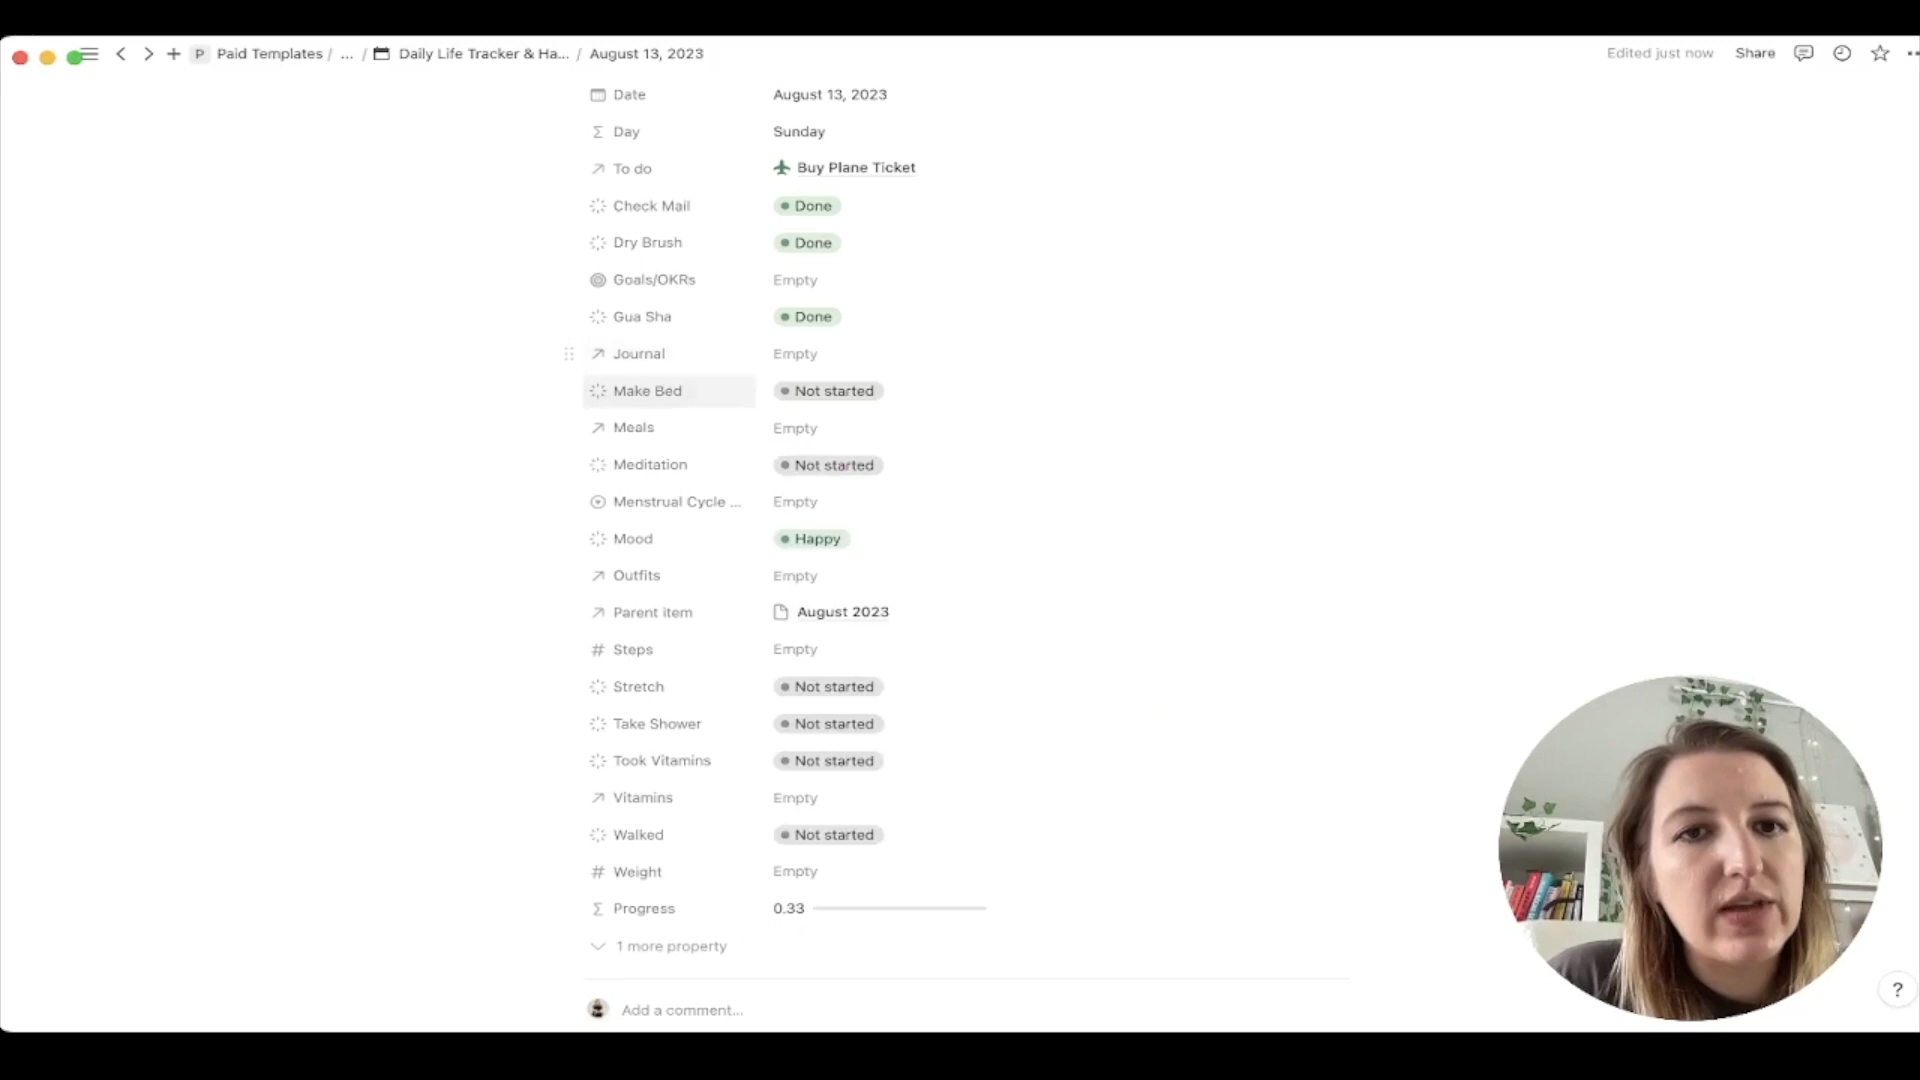 P Paid Templates / ... / Daily Life Tracker & Ha... / August 13, 2023
Edited just now Share
Date August 13, 2023
Day Sunday
To do Buy Plane Ticket
Check Mail Done
Dry Brush Done
Goals/OKRs Empty
Gua Sha Done
Journal Empty
Make Bed Not started
Meals Empty
Meditation Not started
Menstrual Cycle ... Empty
Mood Happy
Outfits Empty
Parent item August 2023
# Steps Empty
Stretch Not started
Take Shower Not started
Took Vitamins Not started
Vitamins Empty
Walked Not started
# Weight Empty
Σ Progress 0.33
1 more property
Add a comment...
?